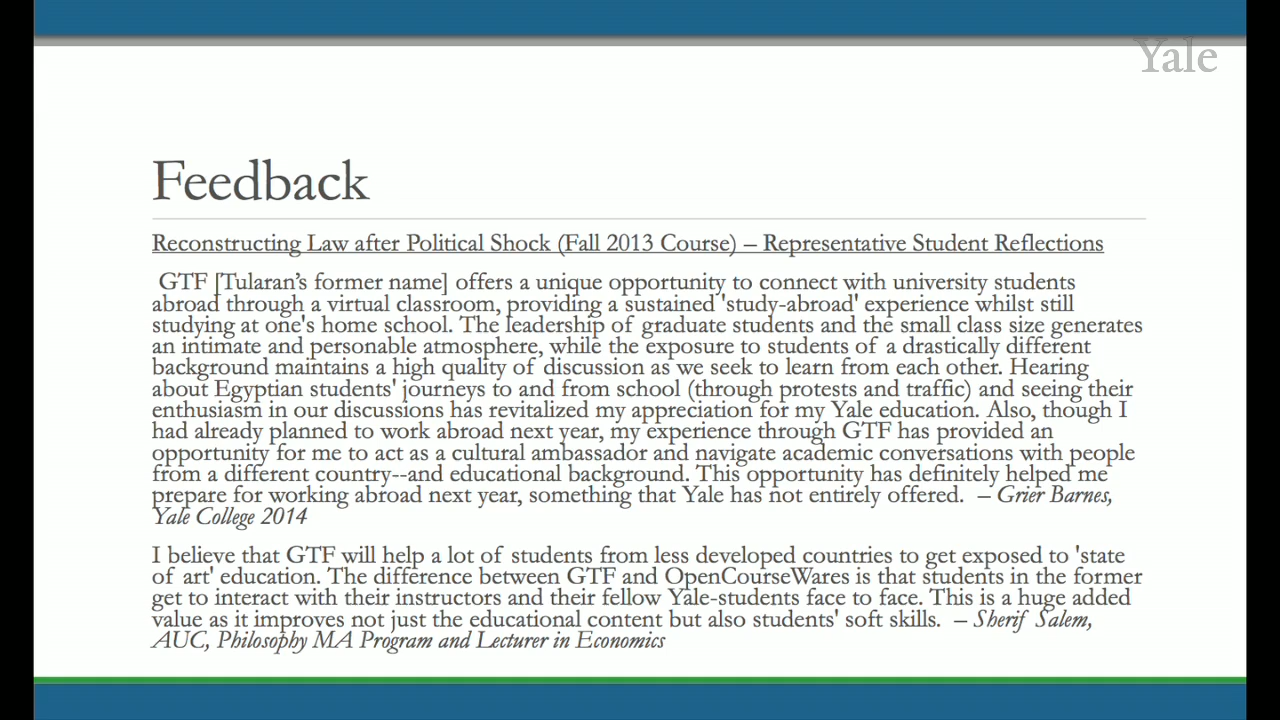 Yale
Feedback
Reconstructing Law after Political Shock (Fall 2013 Course) – Representative Student Reflections
GTF [Tularan’s former name] offers a unique opportunity to connect with university students
abroad through a virtual classroom, providing a sustained 'study-abroad' experience whilst still
studying at one's home school. The leadership of graduate students and the small class size generates
an intimate and personable atmosphere, while the exposure to students of a drastically different
background maintains a high quality of discussion as we seek to learn from each other. Hearing
about Egyptian students' journeys to and from school (through protests and traffic) and seeing their
enthusiasm in our discussions has revitalized my appreciation for my Yale education. Also, though I
had already planned to work abroad next year, my experience through GTF has provided an
opportunity for me to act as a cultural ambassador and navigate academic conversations with people
from a different country--and educational background. This opportunity has definitely helped me
prepare for working abroad next year, something that Yale has not entirely offered. – Grier Barnes,
Yale College 2014
I believe that GTF will help a lot of students from less developed countries to get exposed to 'state
of art' education. The difference between GTF and OpenCourseWares is that students in the former
get to interact with their instructors and their fellow Yale-students face to face. This is a huge added
value as it improves not just the educational content but also students' soft skills. – Sherif Salem,
AUC, Philosophy MA Program and Lecturer in Economics